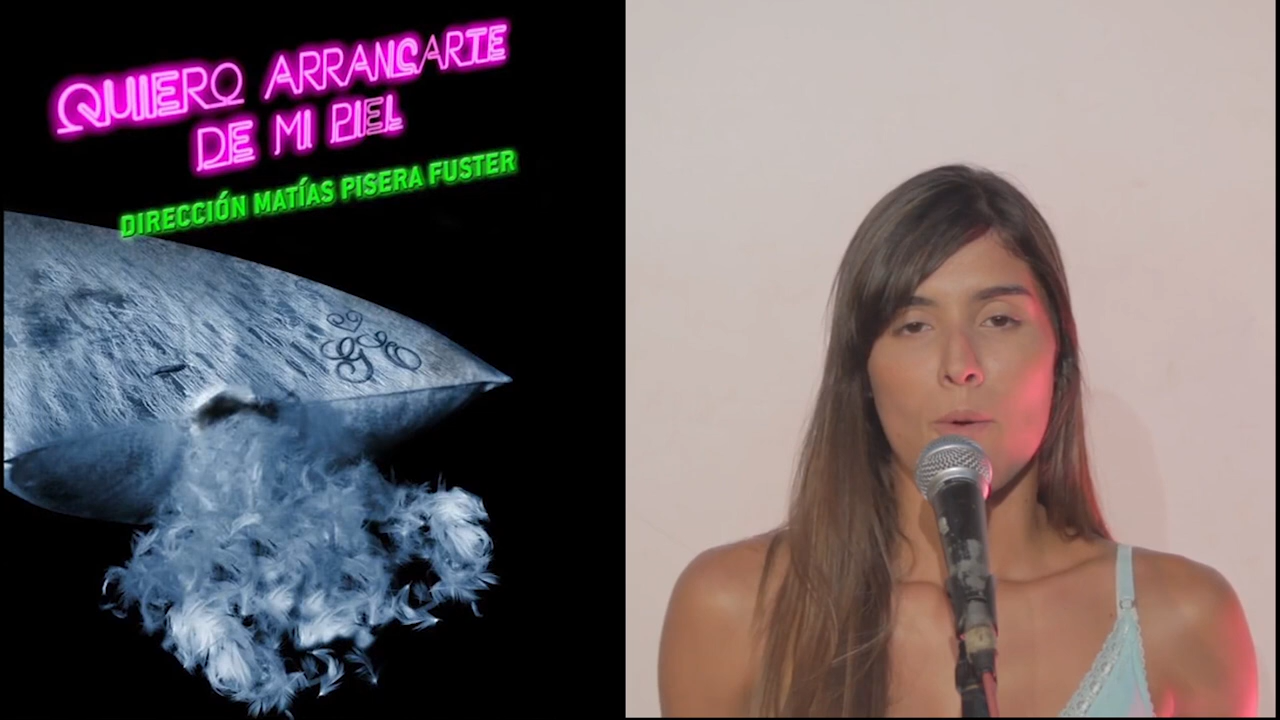 QUIERO ARRANCARTE
DE MI PIEL
DIRECCIÓN MATÍAS PISERA FUSTER